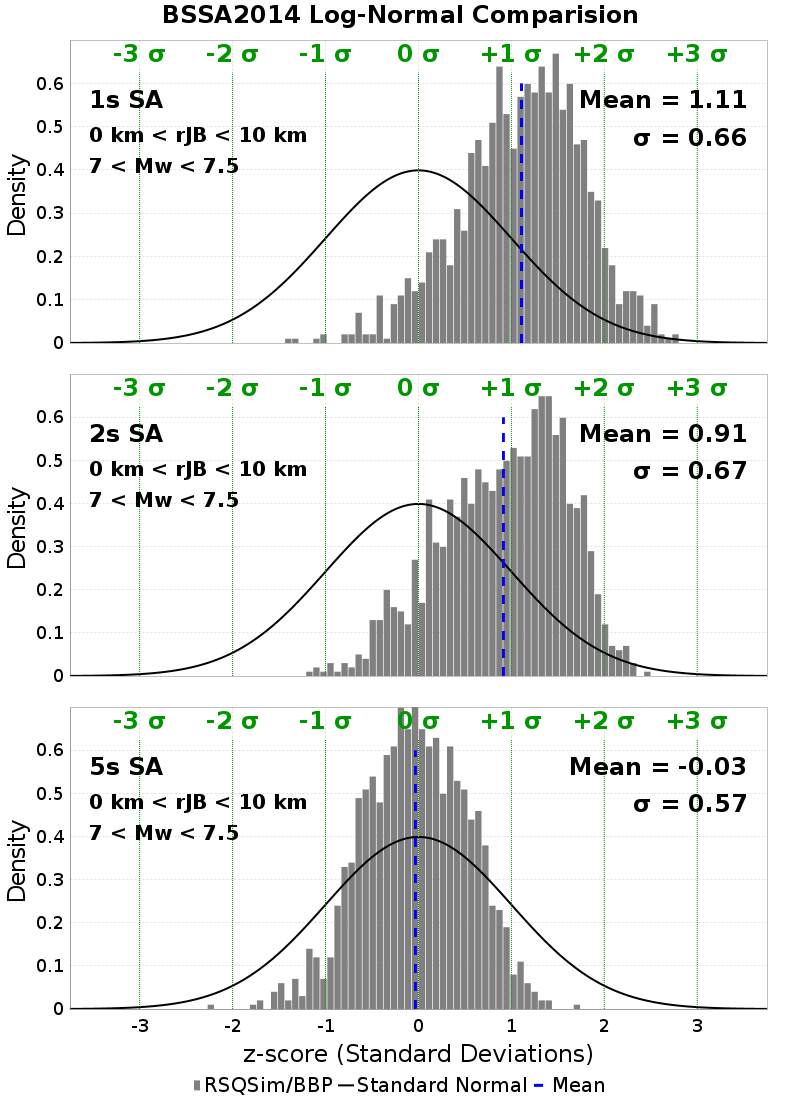 BSSA2014 Log-Normal Comparision
-3 σ -2 σ -1 σ 0 σ +1 σ +2 σ +3 σ
1s SA
Mean = 1.11
0 km < rJB < 10 km
σ = 0.66
7 < Mw < 7.5
Density
0.6
0.5
0.4
0.3
0.2
0.1
0
-3 σ -2 σ -1 σ 0 σ +1 σ +2 σ +3 σ
2s SA
Mean = 0.91
0 km < rJB < 10 km
σ = 0.67
7 < Mw < 7.5
Density
0.6
0.5
0.4
0.3
0.2
0.1
0
-3 σ -2 σ -1 σ 0 σ +1 σ +2 σ +3 σ
5s SA
Mean = -0.03
0 km < rJB < 10 km
σ = 0.57
7 < Mw < 7.5
Density
0.6
0.5
0.4
0.3
0.2
0.1
0
-3 -2 -1 0 1 2 3
z-score (Standard Deviations)
RSQSim/BBP Standard Normal Mean